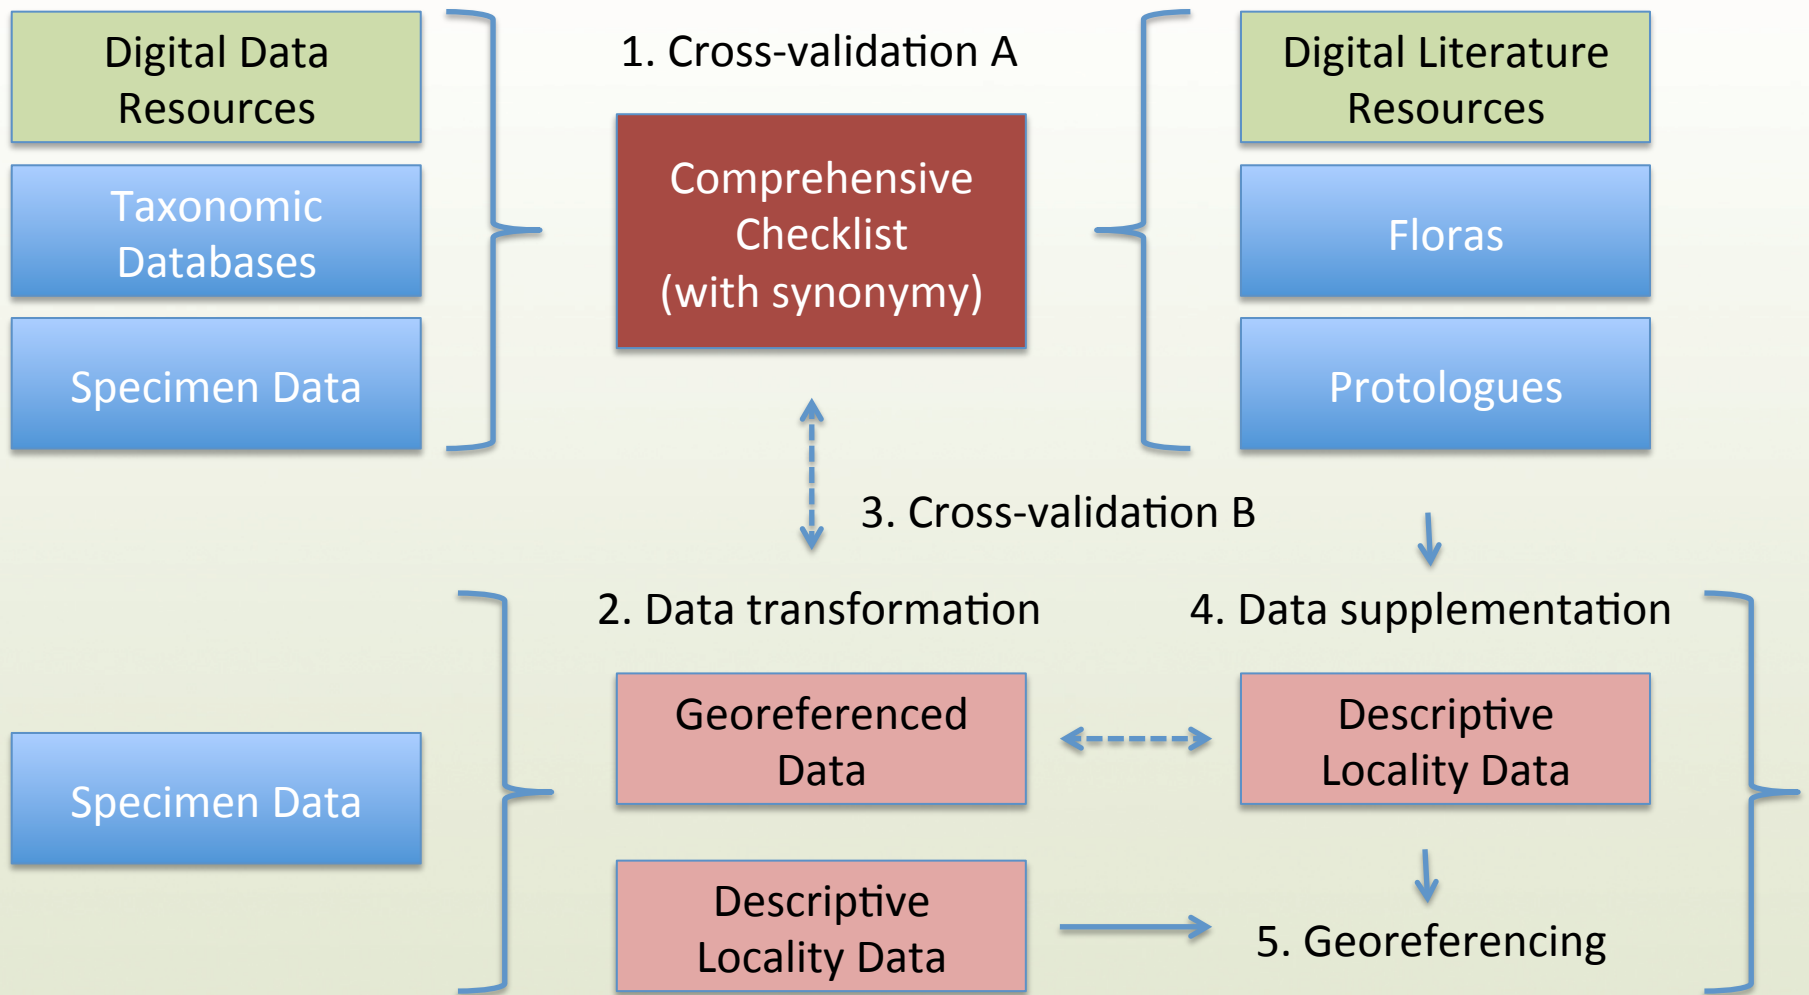 Digital Data
Resources
Taxonomic
Databases
Specimen Data
1. Cross-validation A
Comprehensive
Checklist
(with synonymy)
Digital Literature
Resources
Floras
Protologues
3. Cross-validation B
2. Data transformation
4. Data supplementation
Specimen Data
Georeferenced
Data
Descriptive
Locality Data
Descriptive
Locality Data
5. Georeferencing